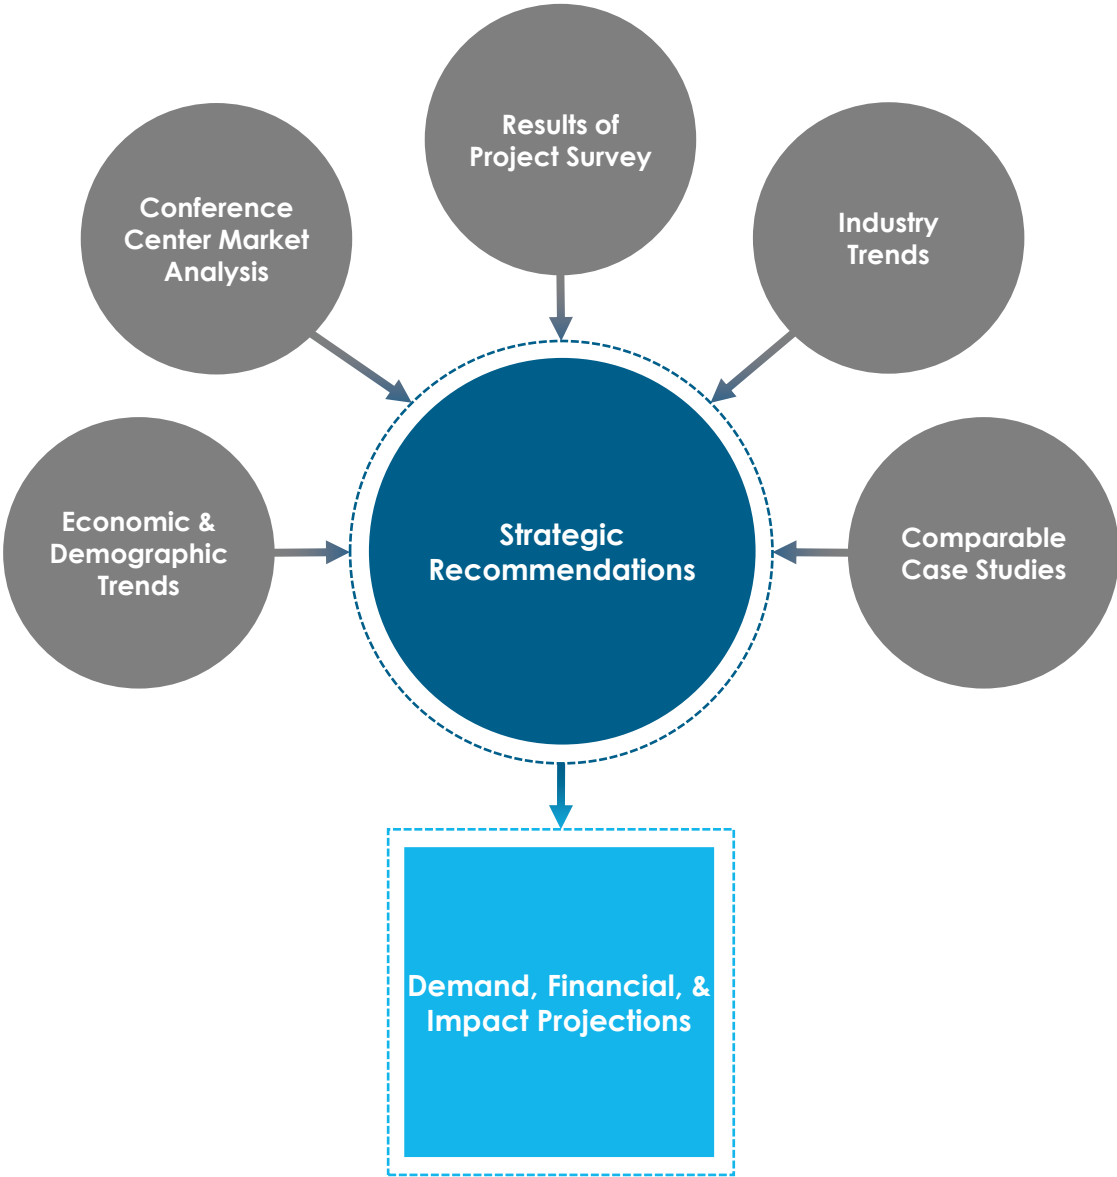 Results of
Project Survey
Conference
Center Market
Analysis
Industry
Trends
Economic &
Demographic
Trends
Strategic
Recommendations
Comparable
Case Studies
Demand, Financial, &
Impact Projections